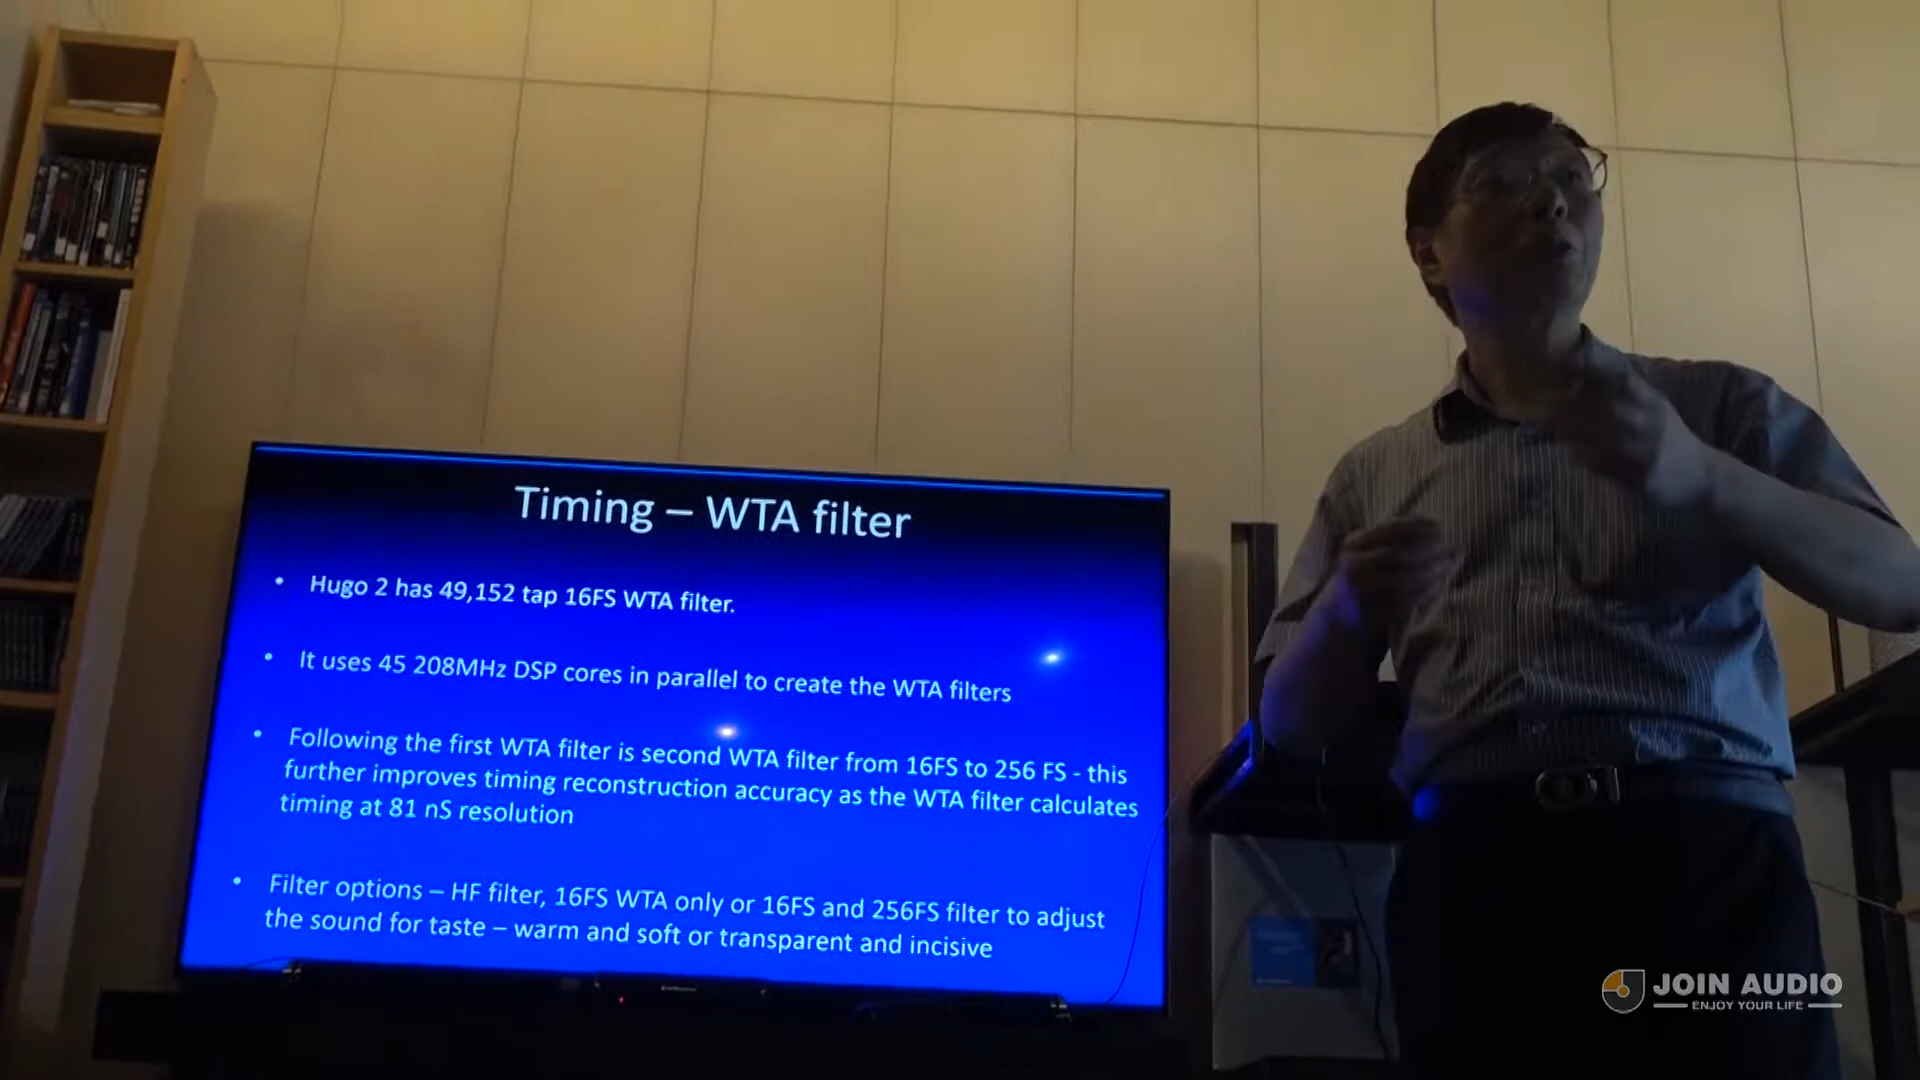 Timing – WTA filter
• Hugo 2 has 49,152 tap 16FS WTA filter.
• It uses 45 208MHz DSP cores in parallel to create the WTA filters
• Following the first WTA filter is second WTA filter from 16FS to 256 FS - this
further improves timing reconstruction accuracy as the WTA filter calculates
timing at 81 nS resolution
• Filter options – HF filter, 16FS WTA only or 16FS and 256FS filter to adjust
the sound for taste – warm and soft or transparent and incisive
JOIN AUDIO
ENJOY YOUR LIFE